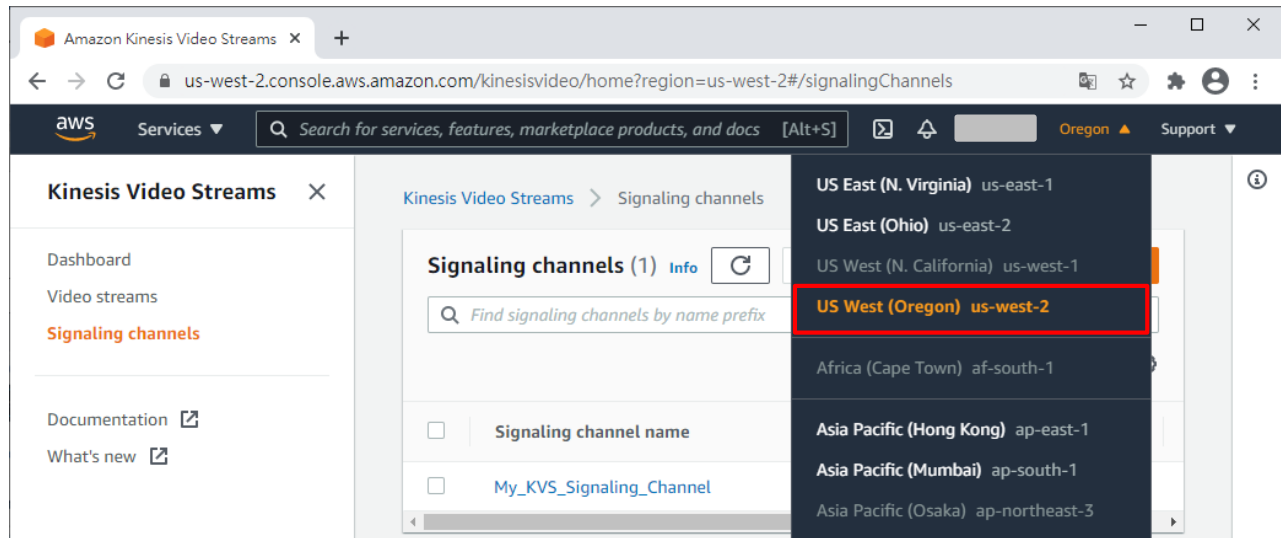 Amazon Kinesis Video Streams
us-west-2.console.aws.amazon.com/kinesisvideo/home?region=us-west-2#/signalingChannels
aws Services Search for services, features, marketplace products, and docs [Alt+S] Oregon Support
Kinesis Video Streams
Dashboard
Video streams
Signaling channels
Documentation
What's new
Kinesis Video Streams > Signaling channels
Signaling channels (1) Info
Find signaling channels by name prefix
Signaling channel name
My_KVS_Signaling_Channel
US East (N. Virginia) us-east-1
US East (Ohio) us-east-2
US West (N. California) us-west-1
US West (Oregon) us-west-2
Africa (Cape Town) af-south-1
Asia Pacific (Hong Kong) ap-east-1
Asia Pacific (Mumbai) ap-south-1
Asia Pacific (Osaka) ap-northeast-3